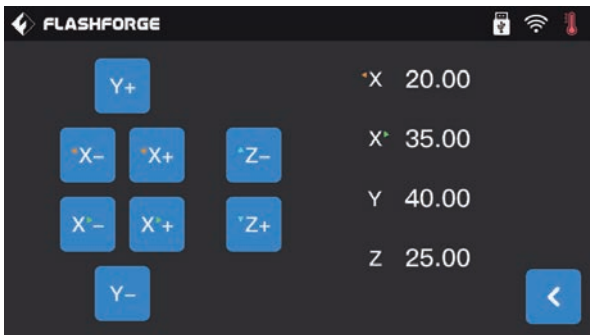 FLASHFORGE
Y+
X- X+ Z-
X- X+ Z+
Y-
X 20.00
X 35.00
Y 40.00
Z 25.00